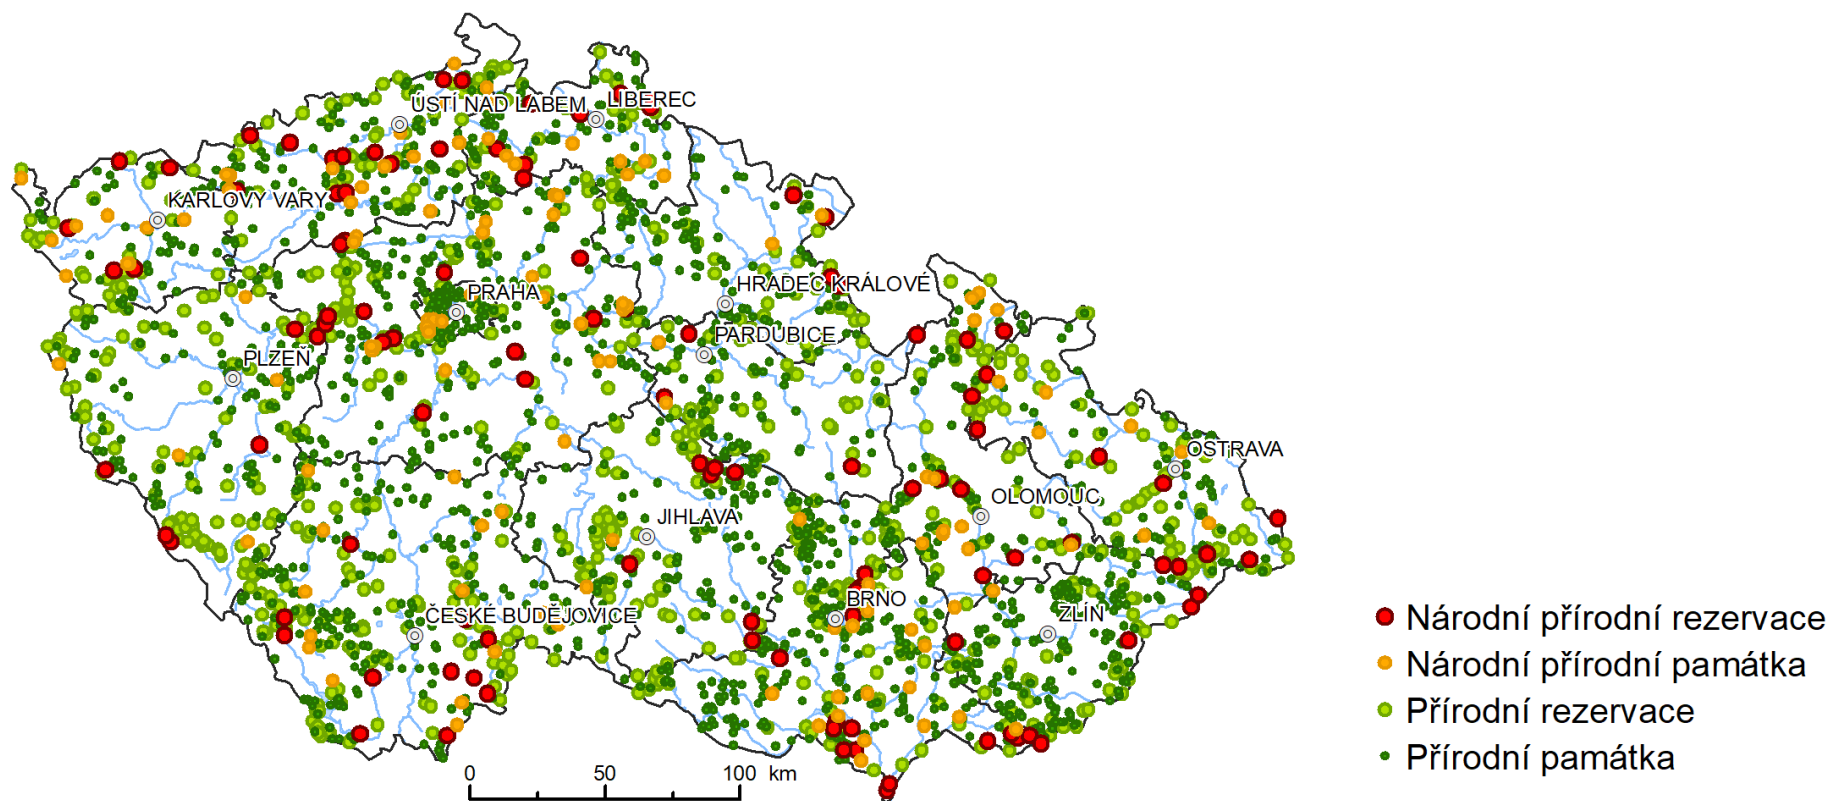 ÚSTÍ NAD LABEM
LIBEREC
KARLOVY VARY
PRAHA
HRADEC KRÁLOVÉ
PARDUBICE
PLZEŇ
OSTRAVA
OLOMOUC
JIHLAVA
BRNO
ČESKÉ BUDĚJOVICE
ZLÍN
0 50 100 km
Národní přírodní rezervace
Národní přírodní památka
Přírodní rezervace
Přírodní památka